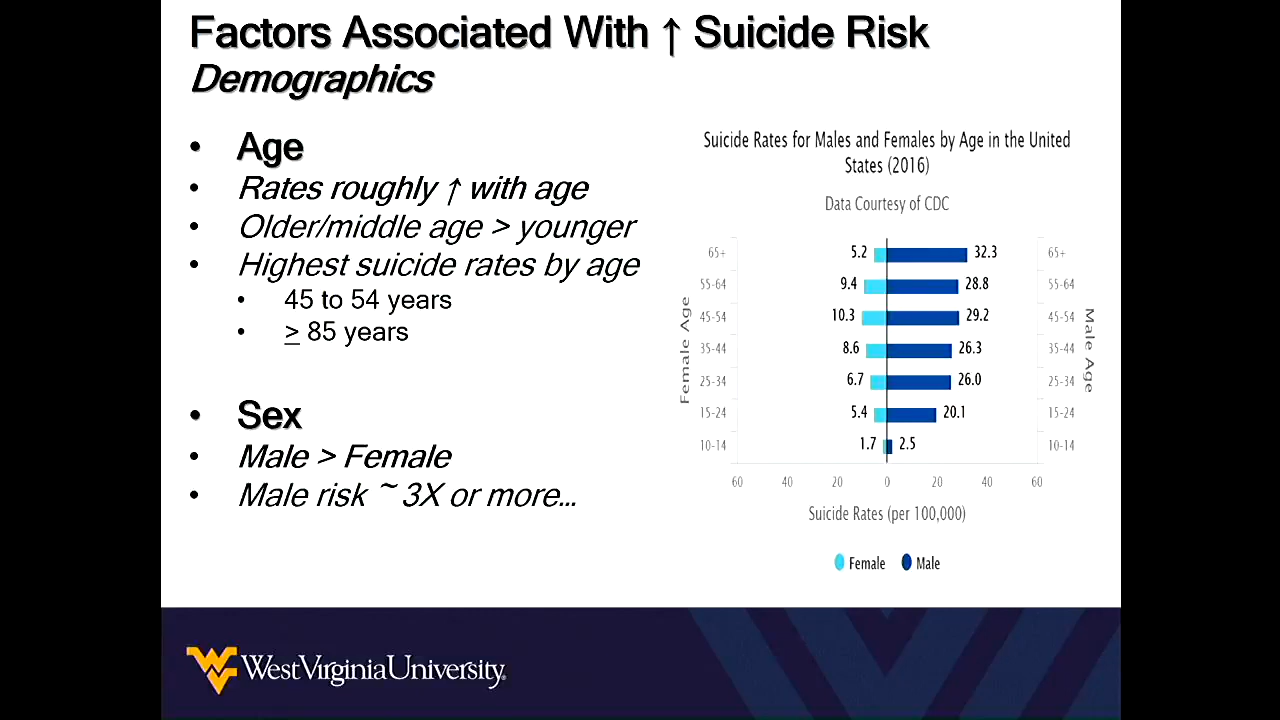 Factors Associated With ↑ Suicide Risk
Demographics
• Age
• Rates roughly ↑ with age
• Older/middle age > younger
• Highest suicide rates by age
• 45 to 54 years
• ≥ 85 years
• Sex
• Male > Female
• Male risk ~ 3X or more...
Suicide Rates for Males and Females by Age in the United
States (2016)
Data Courtesy of CDC
Female Age
Male Age
65+ 5.2 32.3 65+
55-64 9.4 28.8 55-64
45-54 10.3 29.2 45-54
35-44 8.6 26.3 35-44
25-34 6.7 26.0 25-34
15-24 5.4 20.1 15-24
10-14 1.7 2.5 10-14
60 40 20 0 20 40 60
Suicide Rates (per 100,000)
Female Male
WestVirginiaUniversity.